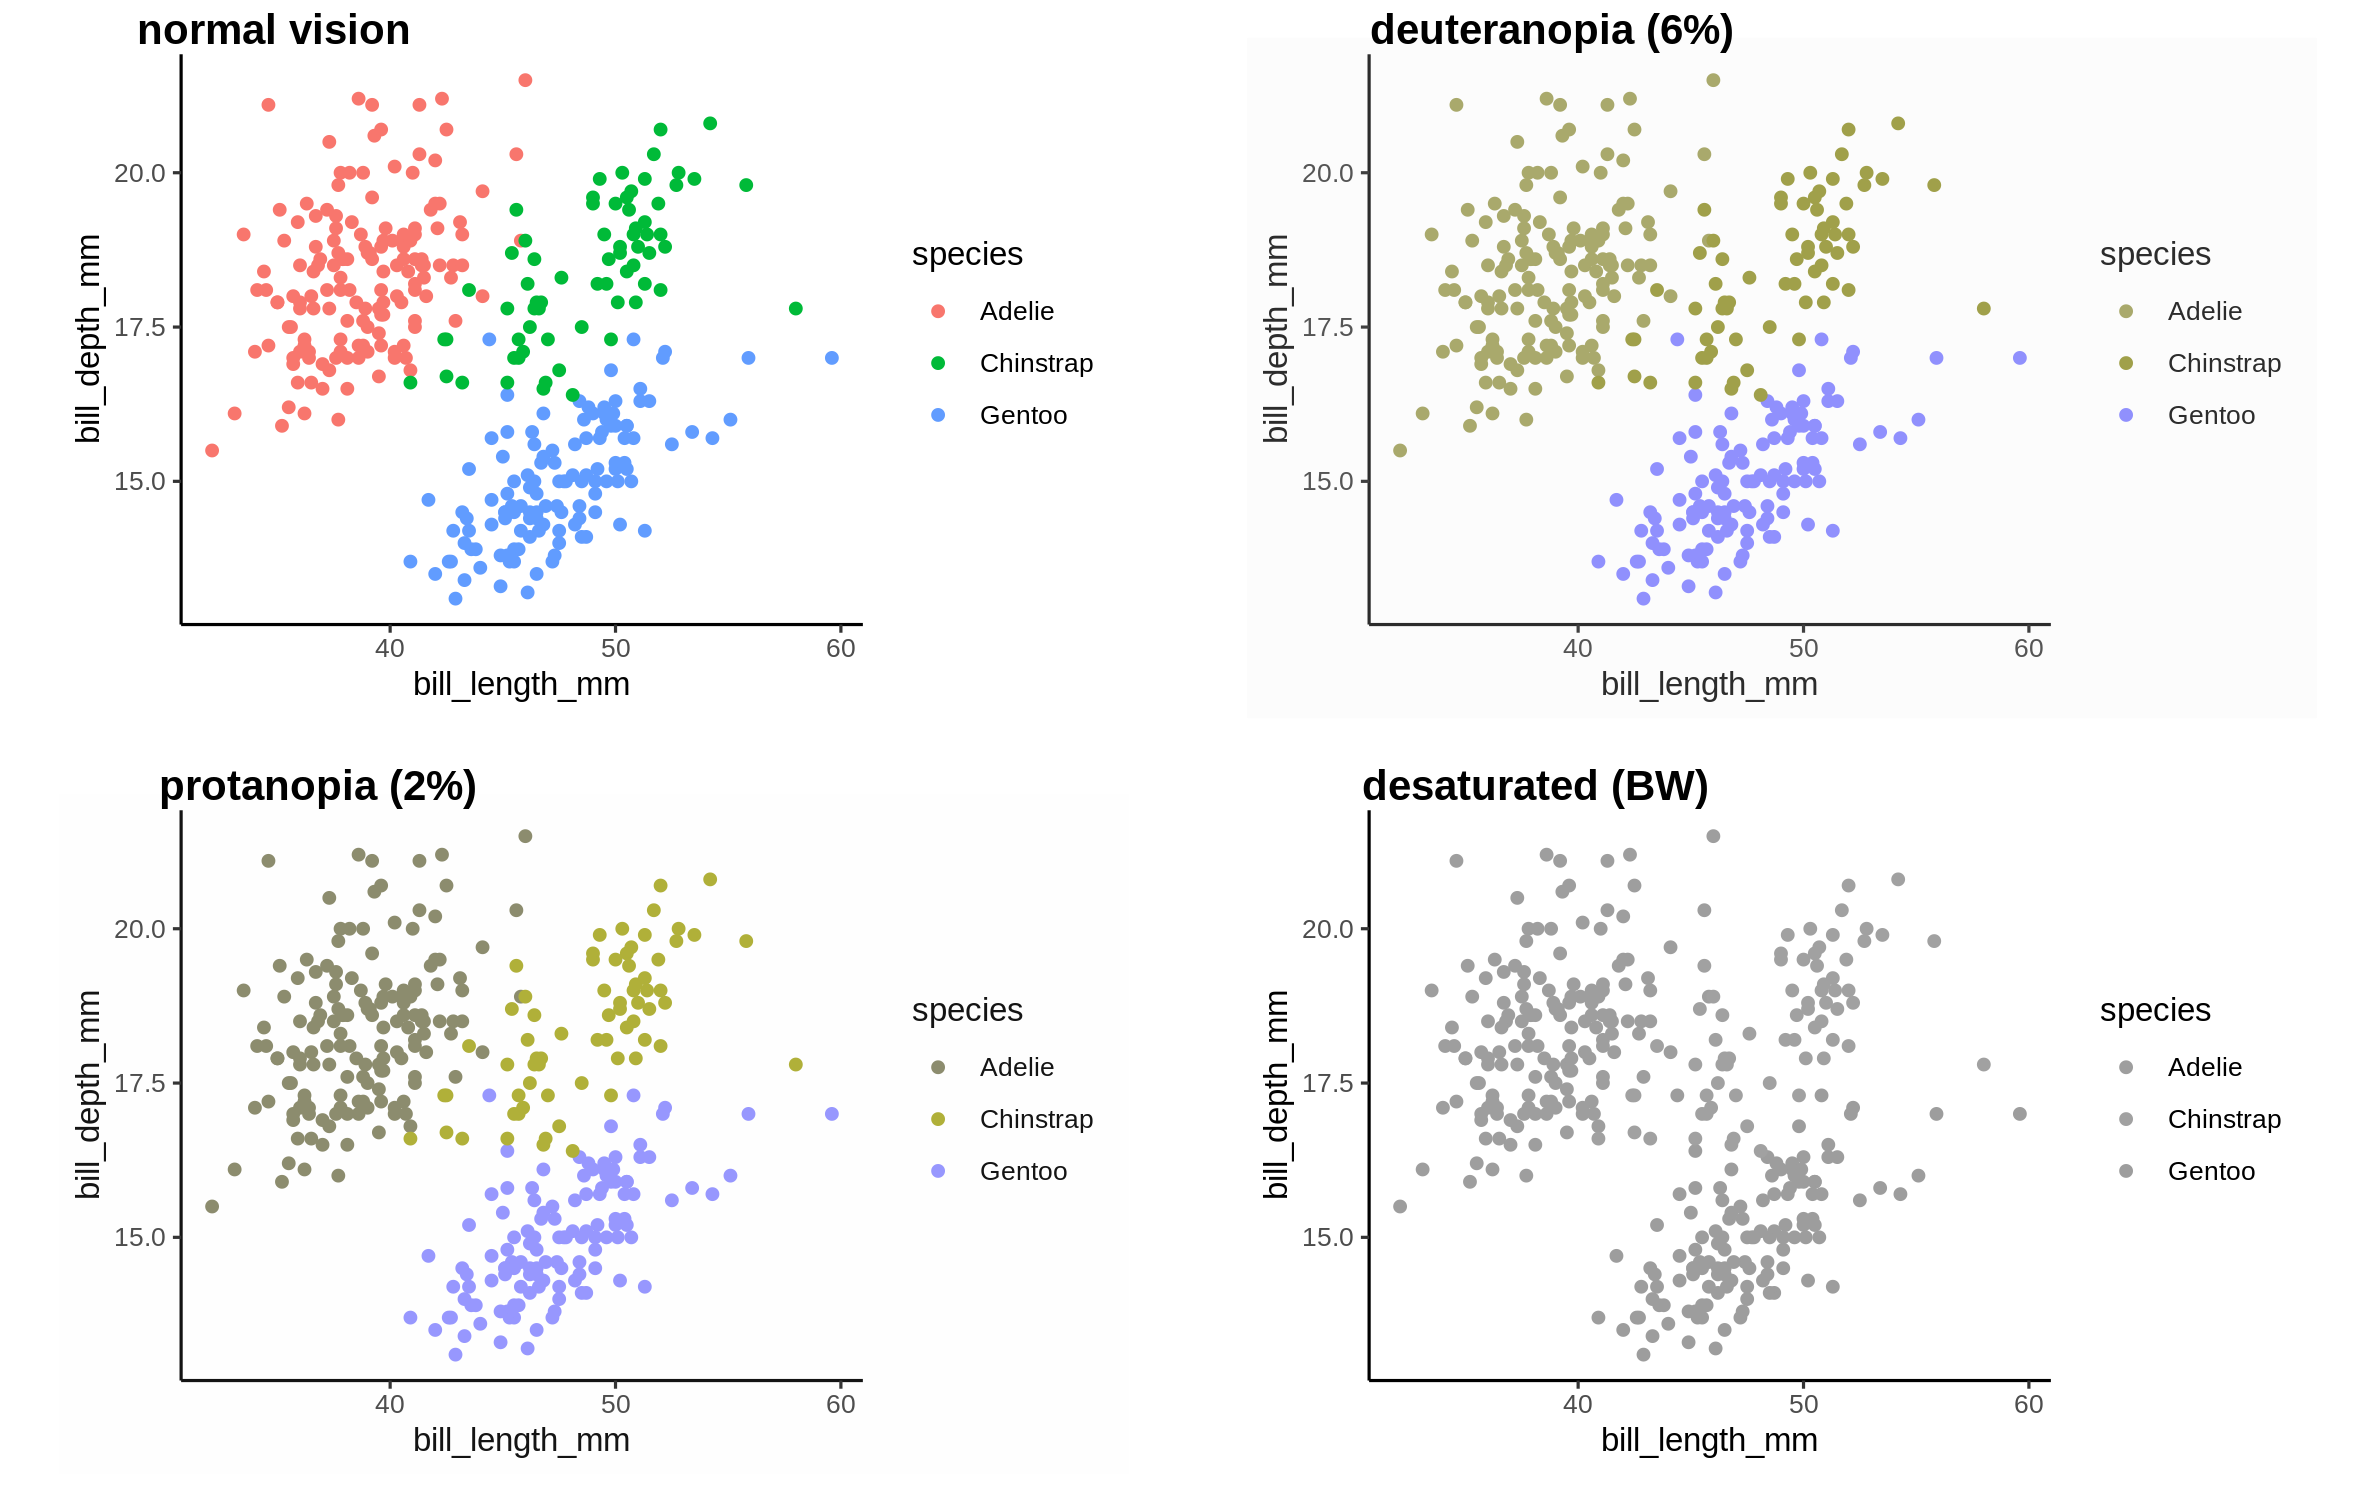 normal vision
20.0
17.5
15.0
bill_depth_mm
40 50 60
bill_length_mm
species
Adelie
Chinstrap
Gentoo
deuteranopia (6%)
20.0
17.5
15.0
bill_depth_mm
40 50 60
bill_length_mm
species
Adelie
Chinstrap
Gentoo
protanopia (2%)
20.0
17.5
15.0
bill_depth_mm
40 50 60
bill_length_mm
species
Adelie
Chinstrap
Gentoo
desaturated (BW)
20.0
17.5
15.0
bill_depth_mm
40 50 60
bill_length_mm
species
Adelie
Chinstrap
Gentoo